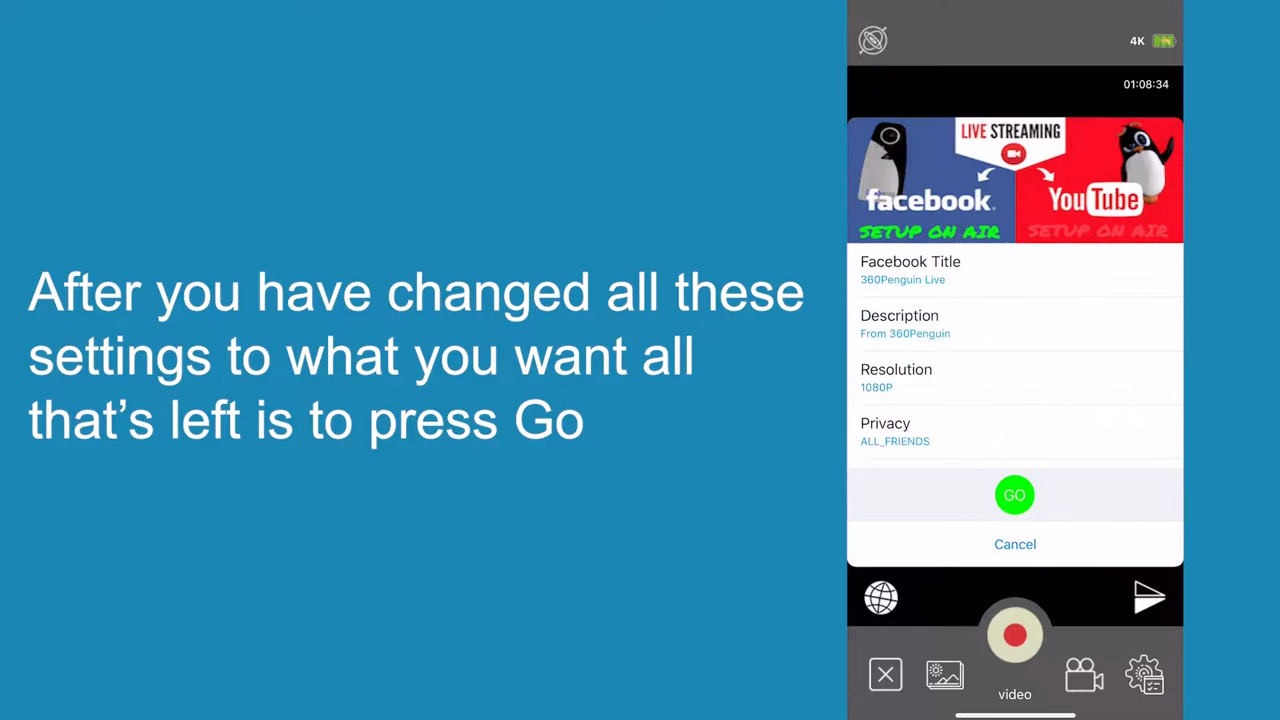 After you have changed all these
settings to what you want all
that's left is to press Go
4K
01:08:34
LIVE STREAMING
facebook.
YouTube
SETUP ON AIR
SETUP ON AIR
Facebook Title
360Penguin Live
Description
From 360Penguin
Resolution
1080P
Privacy
ALL_FRIENDS
GO
Cancel
video